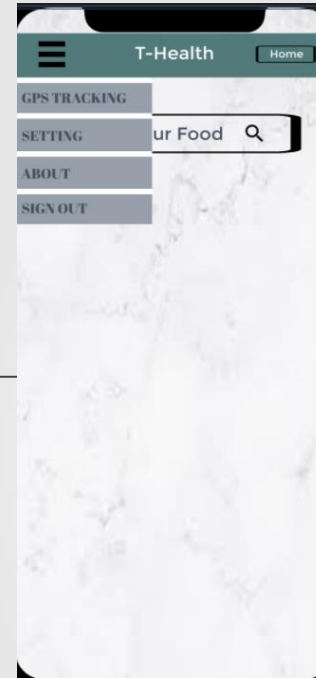 T-Health
Home
GPS TRACKING
SETTING
ur Food
ABOUT
SIGN OUT